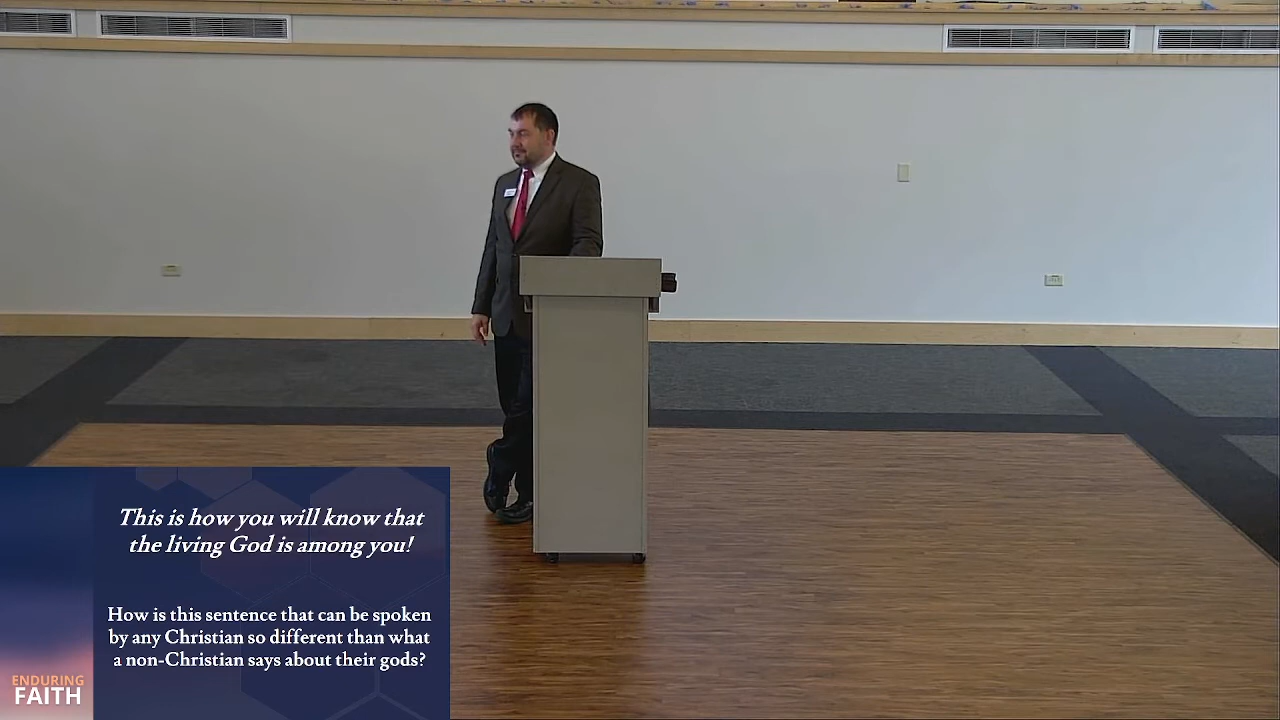 This is how you will know that
the living God is among you!
How is this sentence that can be spoken
by any Christian so different than what
a non-Christian says about their gods?
ENDURING
FAITH